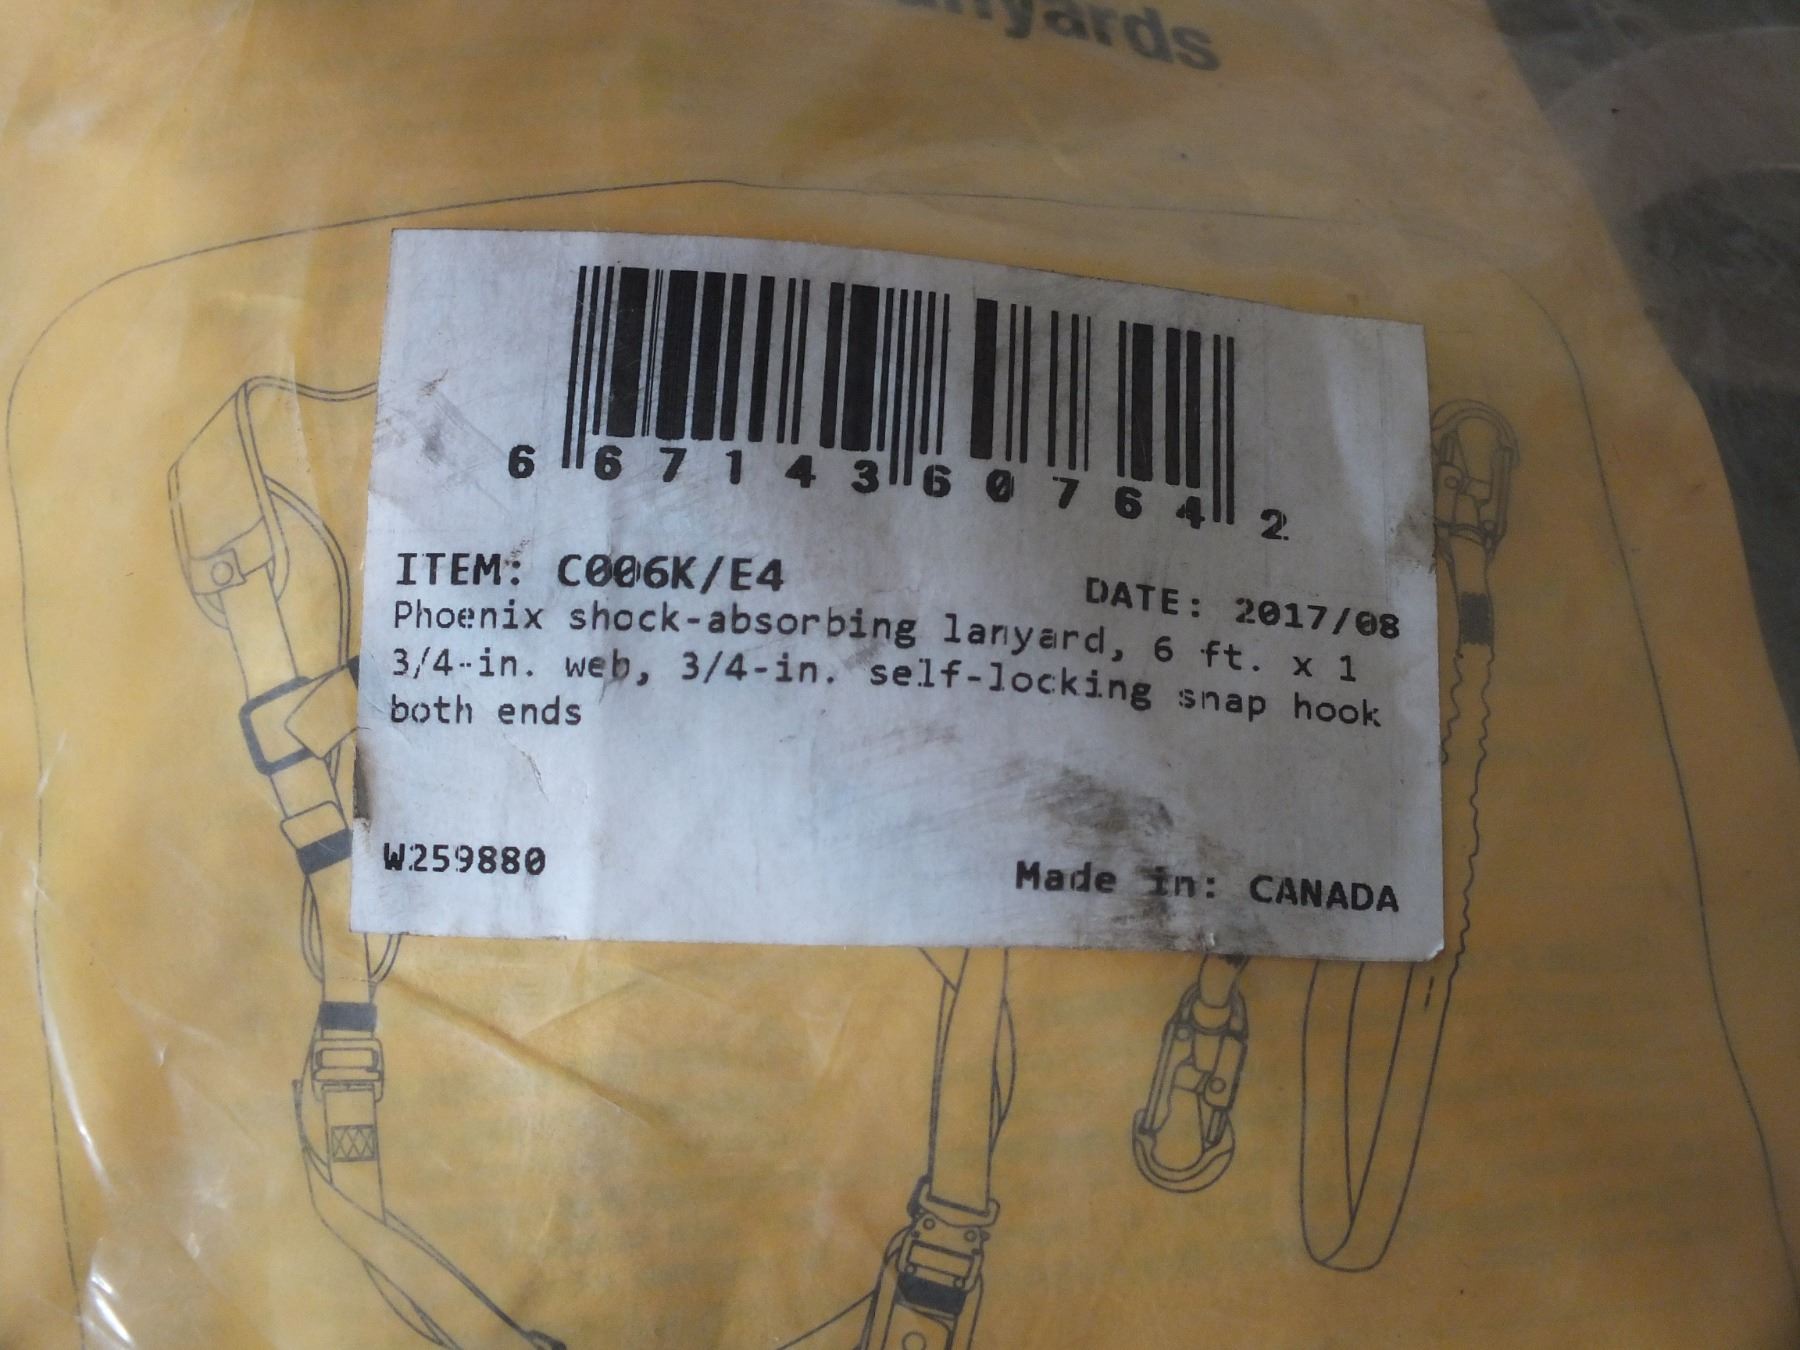 lanyards
6 67143 60764 2
ITEM: C006K/E4 DATE: 2017/08
Phoenix shock-absorbing lanyard, 6 ft. x 1
3/4-in. web, 3/4-in. self-locking snap hook
both ends
W259880 Made in: CANADA